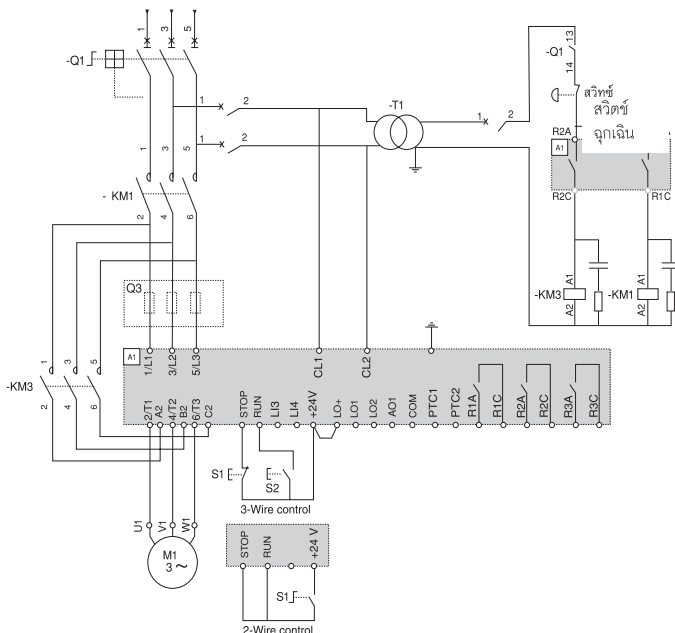 1 3 5
-Q1
1 2
1 2
-T1
1 2
13
-Q1
14
สวิทซ์
สวิตช์
ฉุกเฉิน
R2A
A1
R2C R1C
1 3 5
- KM1
2 4 6
Q3
-KM3 A1 A2
-KM1 A1 A2
A1
1/L1 3/L2 5/L3 CL1 CL2
1 3 5
-KM3
2 4 6
2/T1 A2 4/T2 B2 6/T3 C2 STOP RUN LI3 LI4 +24V LO+ LO1 LO2 AO1 COM PTC1 PTC2 R1A R1C R2A R2C R3A R3C
S1 S2
3-Wire control
U1 V1 W1
M1
3 ~
STOP RUN +24 V
S1
2-Wire control